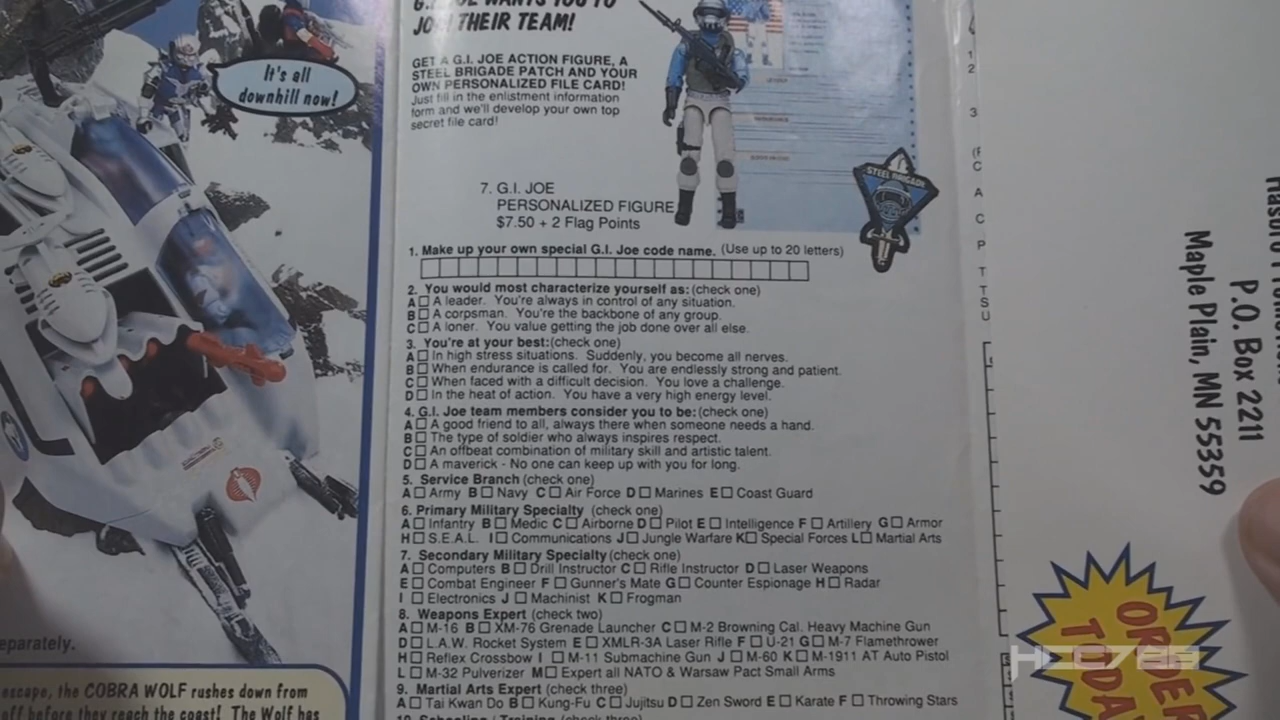 It's all
downhill now!
eparately.
escape, the COBRA WOLF rushes down from
off before they reach the coast! The Wolf has
G.I. JOE WANTS YOU TO
JOIN THEIR TEAM!
GET A G.I. JOE ACTION FIGURE, A
STEEL BRIGADE PATCH AND YOUR
OWN PERSONALIZED FILE CARD!
Just fill in the enlistment information
form and we'll develop your own top
secret file card!
STEEL BRIGADE
7. G.I. JOE
PERSONALIZED FIGURE
$7.50 + 2 Flag Points
1. Make up your own special G.I. Joe code name. (Use up to 20 letters)
2. You would most characterize yourself as: (check one)
A □ A leader. You're always in control of any situation.
B □ A corpsman. You're the backbone of any group.
C □ A loner. You value getting the job done over all else.
3. You're at your best: (check one)
A □ In high stress situations. Suddenly, you become all nerves.
B □ When endurance is called for. You are endlessly strong and patient.
C □ When faced with a difficult decision. You love a challenge.
D □ In the heat of action. You have a very high energy level.
4. G.I. Joe team members consider you to be: (check one)
A □ A good friend to all, always there when someone needs a hand.
B □ The type of soldier who always inspires respect.
C □ An offbeat combination of military skill and artistic talent.
D □ A maverick - No one can keep up with you for long.
5. Service Branch (check one)
A □ Army B □ Navy C □ Air Force D □ Marines E □ Coast Guard
6. Primary Military Specialty (check one)
A □ Infantry B □ Medic C □ Airborne D □ Pilot E □ Intelligence F □ Artillery G □ Armor
H □ S.E.A.L. I □ Communications J □ Jungle Warfare K □ Special Forces L □ Martial Arts
7. Secondary Military Specialty (check one)
A □ Computers B □ Drill Instructor C □ Rifle Instructor D □ Laser Weapons
E □ Combat Engineer F □ Gunner's Mate G □ Counter Espionage H □ Radar
I □ Electronics J □ Machinist K □ Frogman
8. Weapons Expert (check two)
A □ M-16 B □ XM-76 Grenade Launcher C □ M-2 Browning Cal. Heavy Machine Gun
D □ L.A.W. Rocket System E □ XMLR-3A Laser Rifle F □ U-21 G □ M-7 Flamethrower
H □ Reflex Crossbow I □ M-11 Submachine Gun J □ M-60 K □ M-1911 AT Auto Pistol
L □ M-32 Pulverizer M □ Expert all NATO & Warsaw Pact Small Arms
9. Martial Arts Expert (check three)
A □ Tai Kwan Do B □ Kung-Fu C □ Jujitsu D □ Zen Sword E □ Karate F □ Throwing Stars
10. Schooling / Training (check three)
P.O. Box 2211
Maple Plain, MN 55359
ORDER
TODA
HCC788